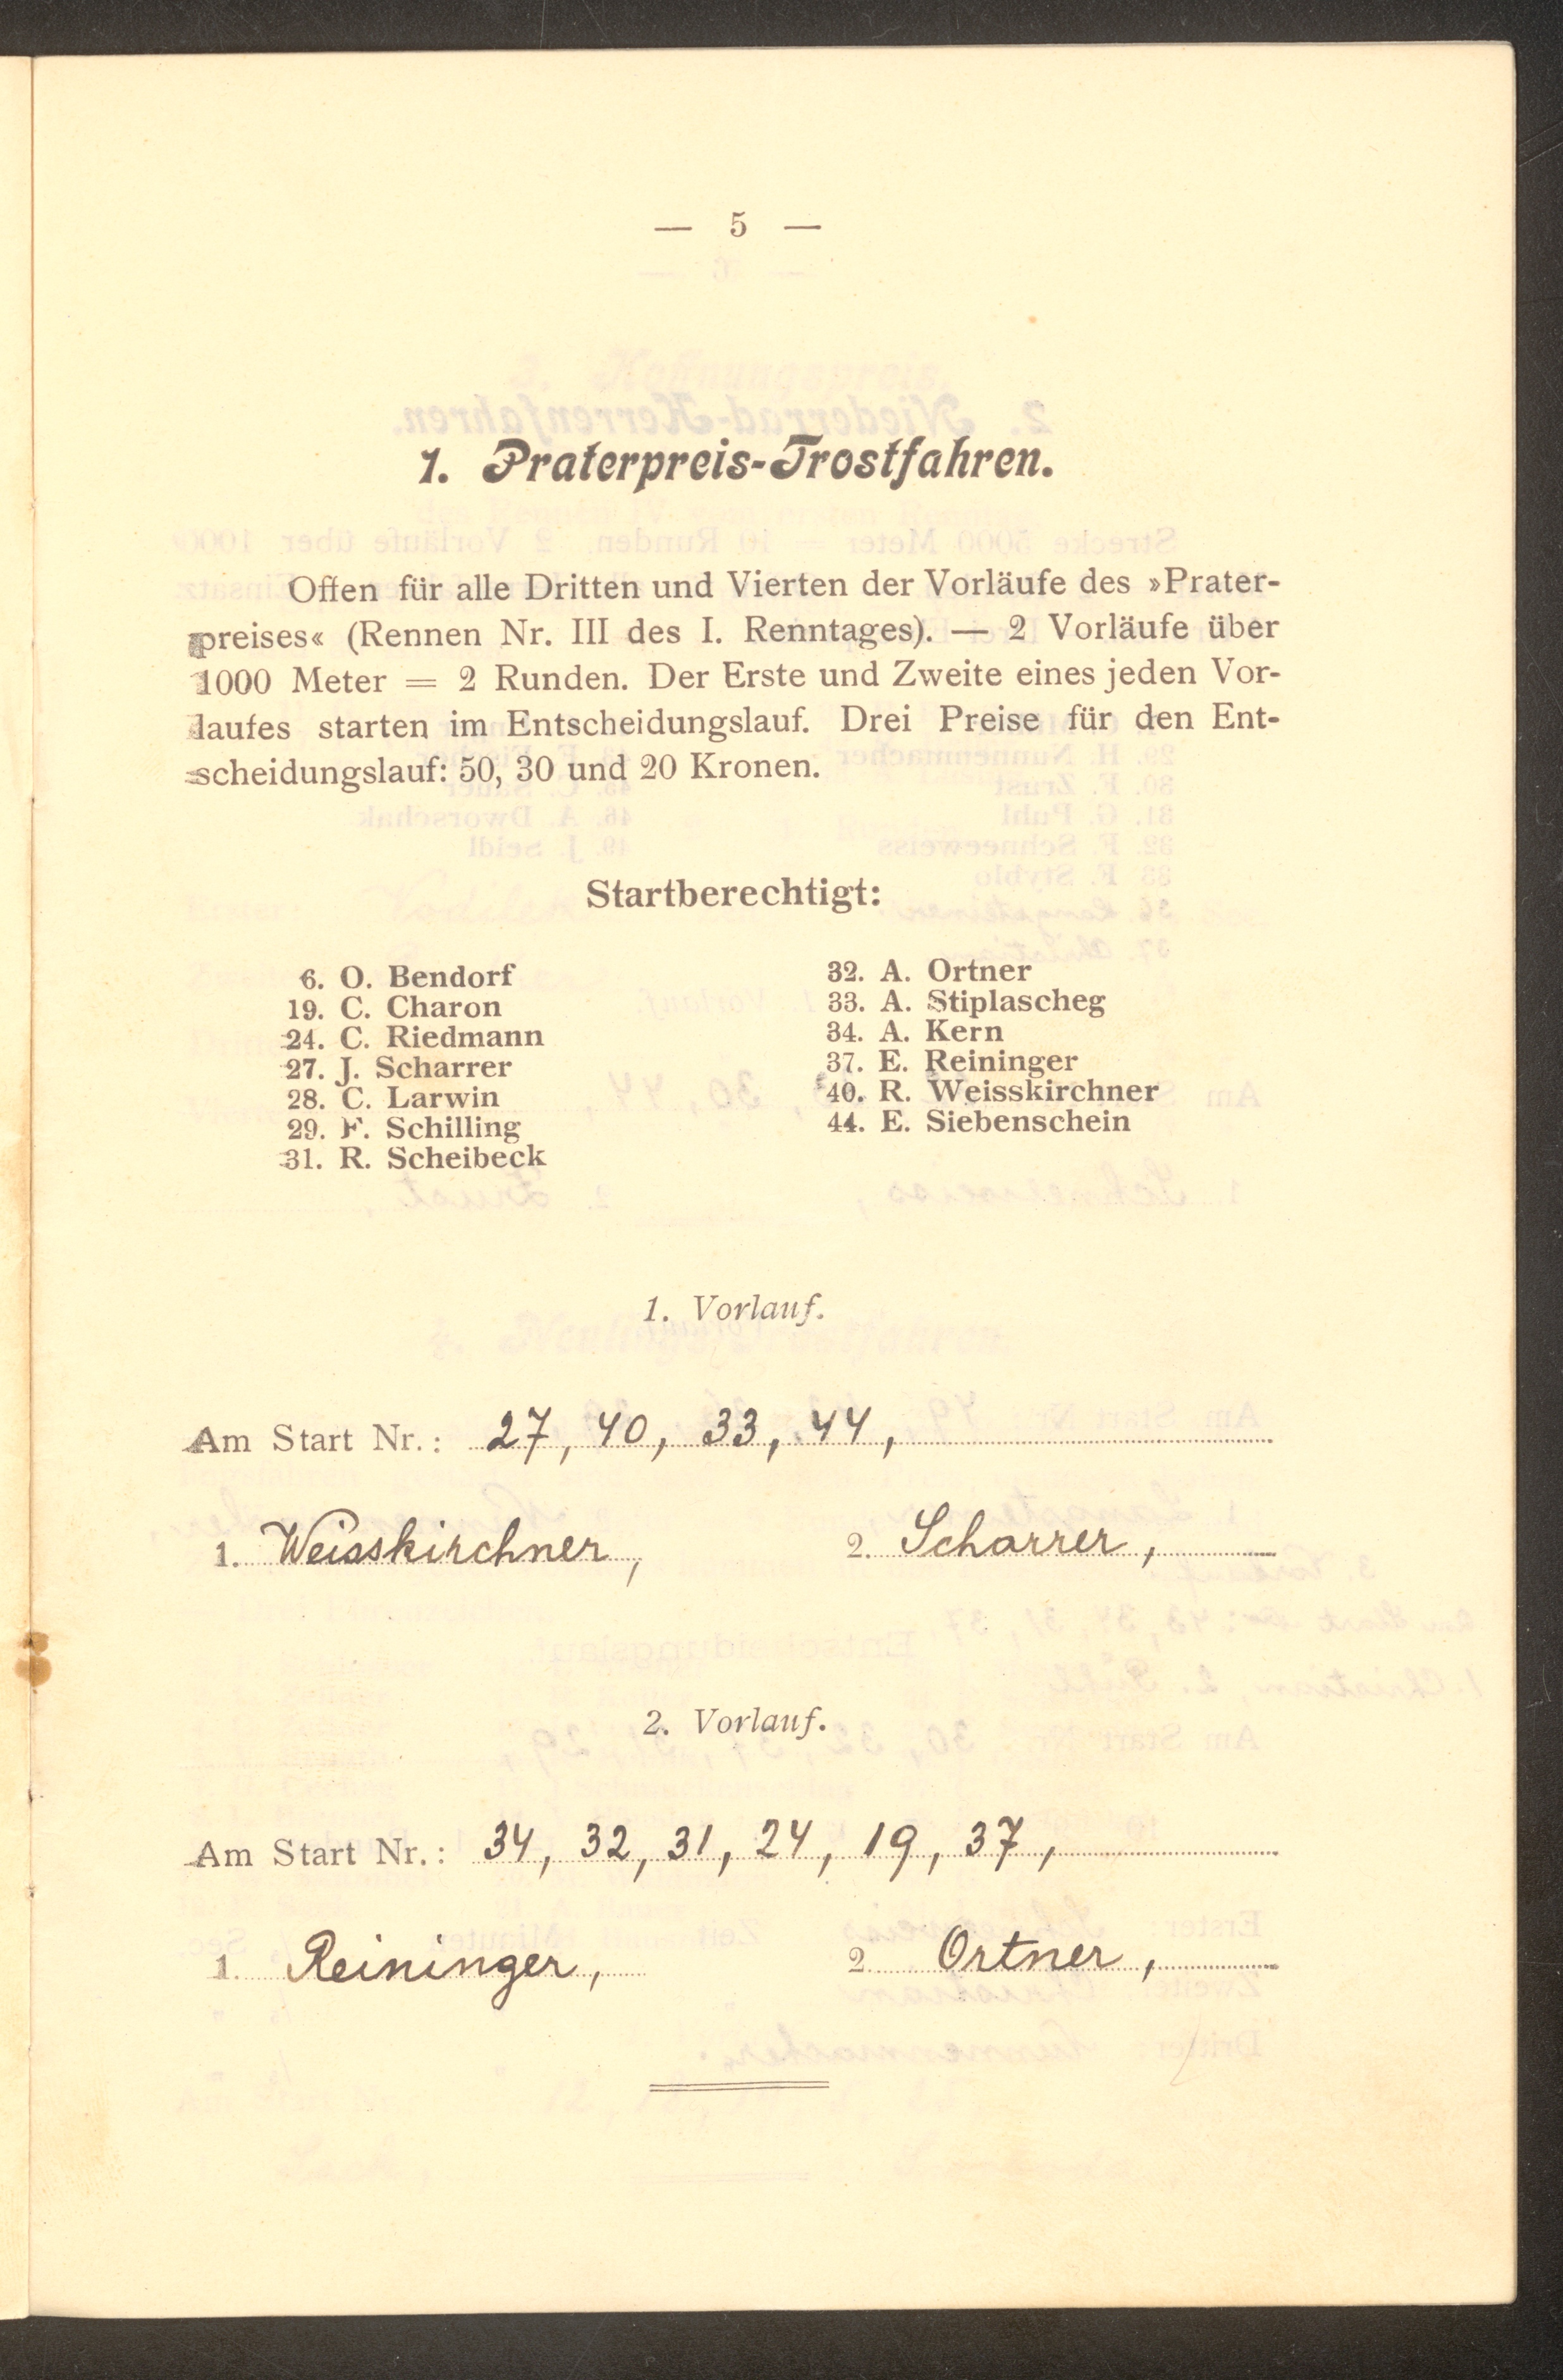 — 5 —
1. Praterpreis-Trostfahren.
Offen für alle Dritten und Vierten der Vorläufe des »Prater-
preises« (Rennen Nr. III des I. Renntages). — 2 Vorläufe über
1000 Meter = 2 Runden. Der Erste und Zweite eines jeden Vor-
laufes starten im Entscheidungslauf. Drei Preise für den Ent-
scheidungslauf: 50, 30 und 20 Kronen.
Startberechtigt:
6. O. Bendorf
19. C. Charon
24. C. Riedmann
27. J. Scharrer
28. C. Larwin
29. F. Schilling
31. R. Scheibeck
32. A. Ortner
33. A. Stiplascheg
34. A. Kern
37. E. Reininger
40. R. Weisskirchner
44. E. Siebenschein
1. Vorlauf.
Am Start Nr.: 27, 40, 33, 44,
1. Weisskirchner, 2. Scharrer,
2. Vorlauf.
Am Start Nr.: 34, 32, 31, 24, 19, 37,
1. Reininger, 2. Ortner,